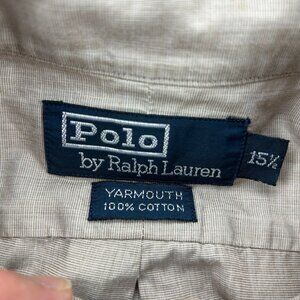 Polo
by Ralph Lauren
15½
YARMOUTH
100% COTTON